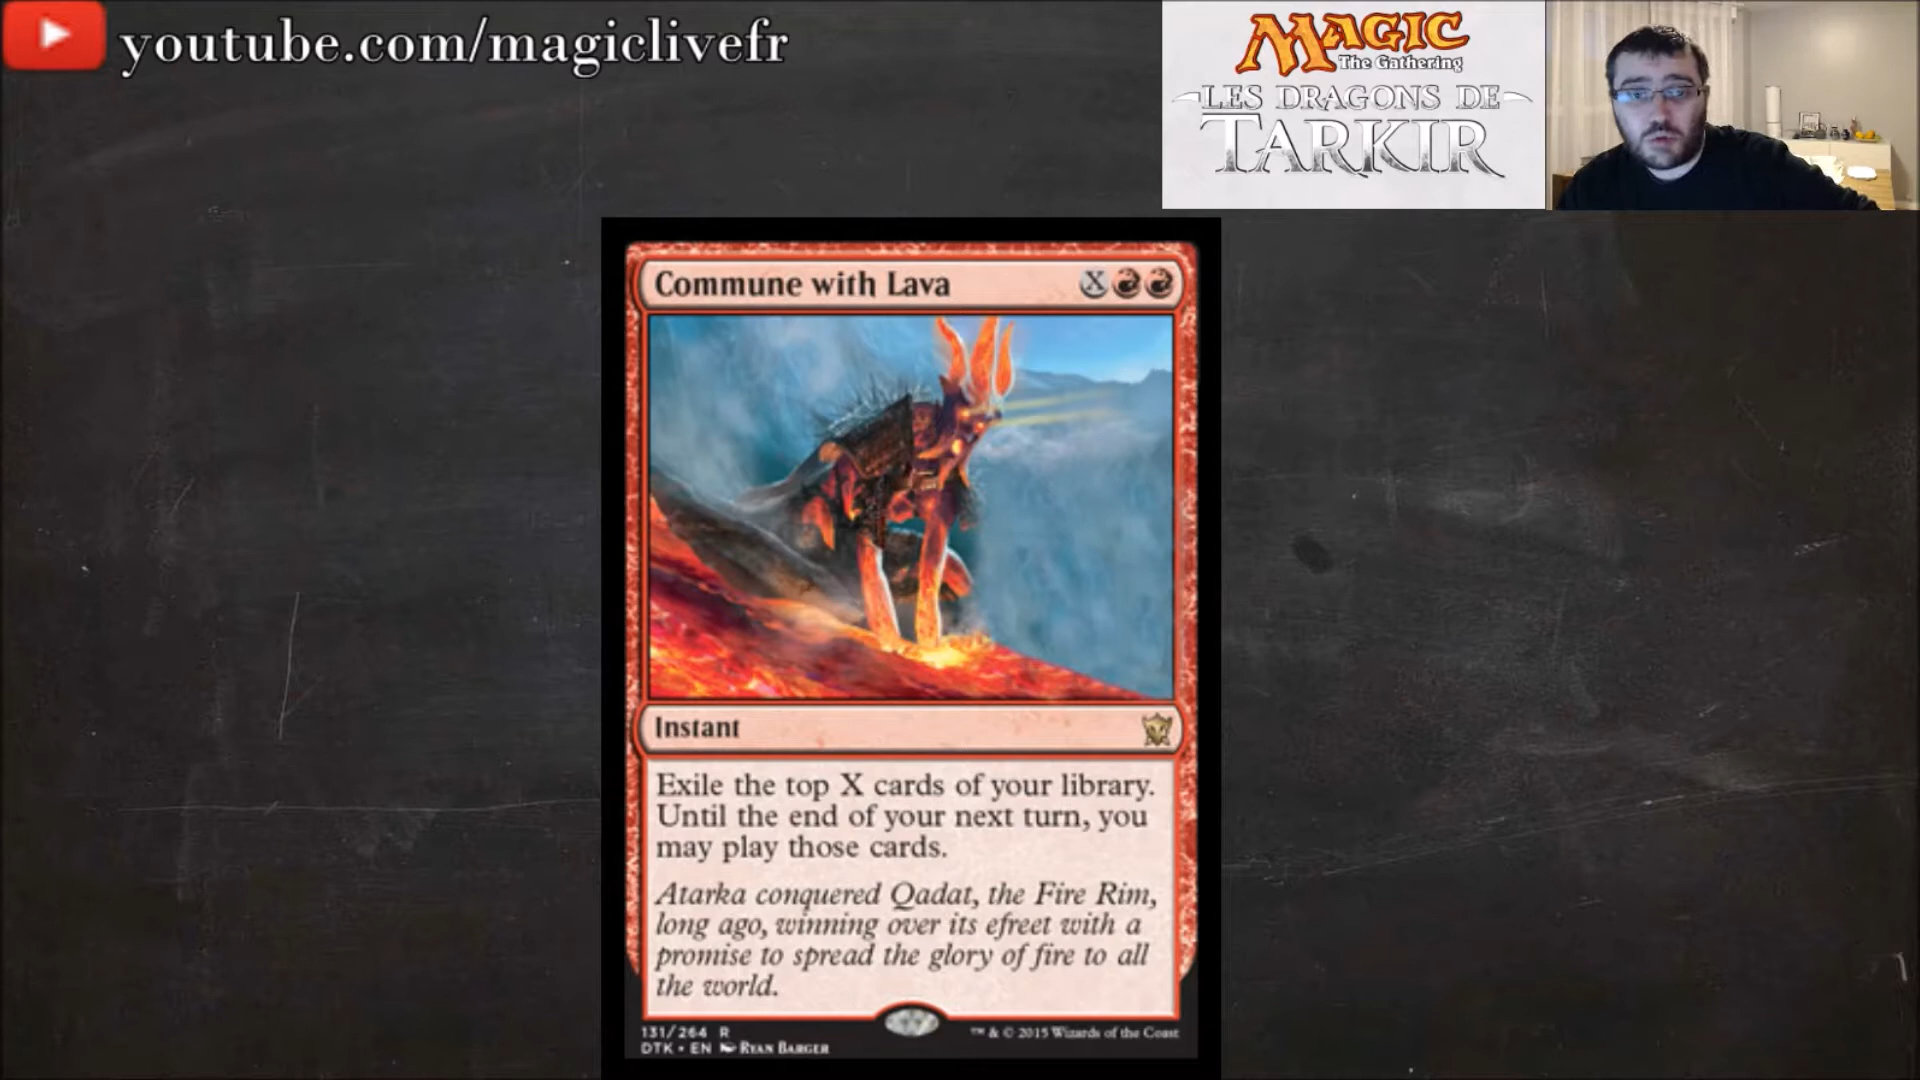 youtube.com/magiclivefr
MAGIC
The Gathering
LES DRAGONS DE
TARKIR
Commune with Lava X
Instant
Exile the top X cards of your library.
Until the end of your next turn, you
may play those cards.
Atarka conquered Qadat, the Fire Rim,
long ago, winning over its efreet with a
promise to spread the glory of fire to all
the world.
131/264 R
™ & © 2015 Wizards of the Coast
DTK • EN RYAN BARGER